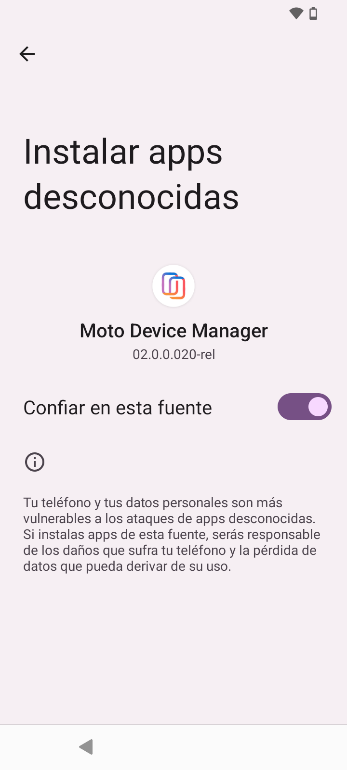 Instalar apps
desconocidas
Moto Device Manager
02.0.0.020-rel
Confiar en esta fuente
Tu teléfono y tus datos personales son más
vulnerables a los ataques de apps desconocidas.
Si instalas apps de esta fuente, serás responsable
de los daños que sufra tu teléfono y la pérdida de
datos que pueda derivar de su uso.